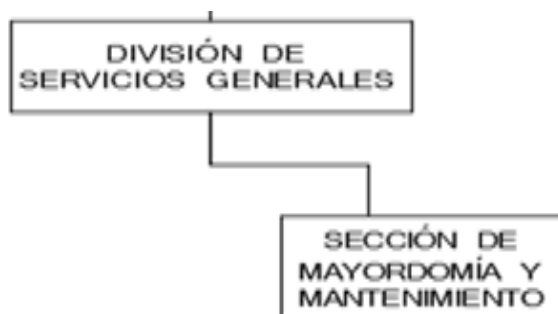 DIVISIÓN DE
SERVICIOS GENERALES
SECCIÓN DE
MAYORDOMÍA Y
MANTENIMIENTO